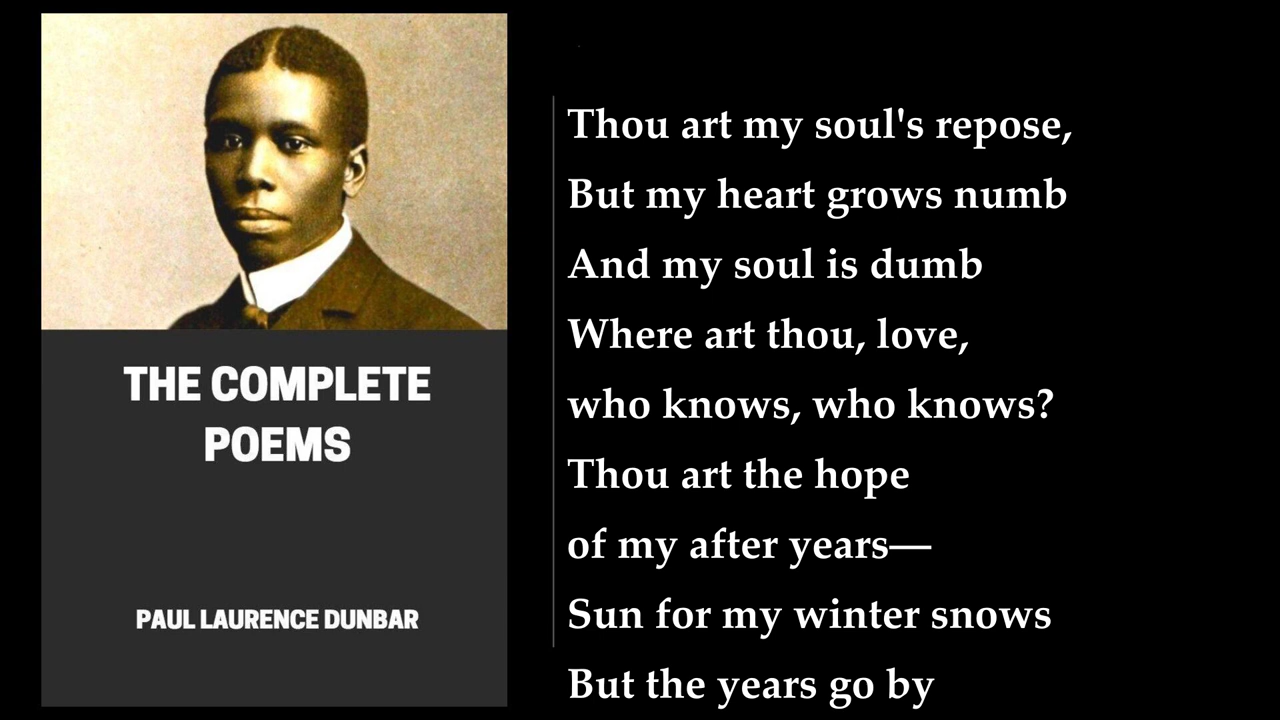 THE COMPLETE
POEMS
PAUL LAURENCE DUNBAR
Thou art my soul's repose,
But my heart grows numb
And my soul is dumb
Where art thou, love,
who knows, who knows?
Thou art the hope
of my after years—
Sun for my winter snows
But the years go by